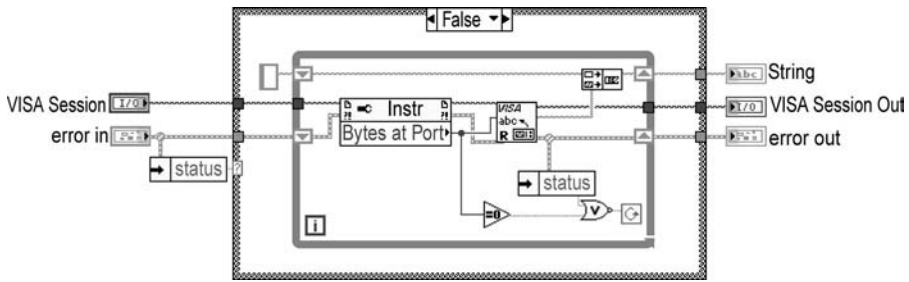 False
String
VISA Session I/O Instr VISA I/O VISA Session Out
abc
abc
error in Bytes at Port R error out
status
status
=0 V
i